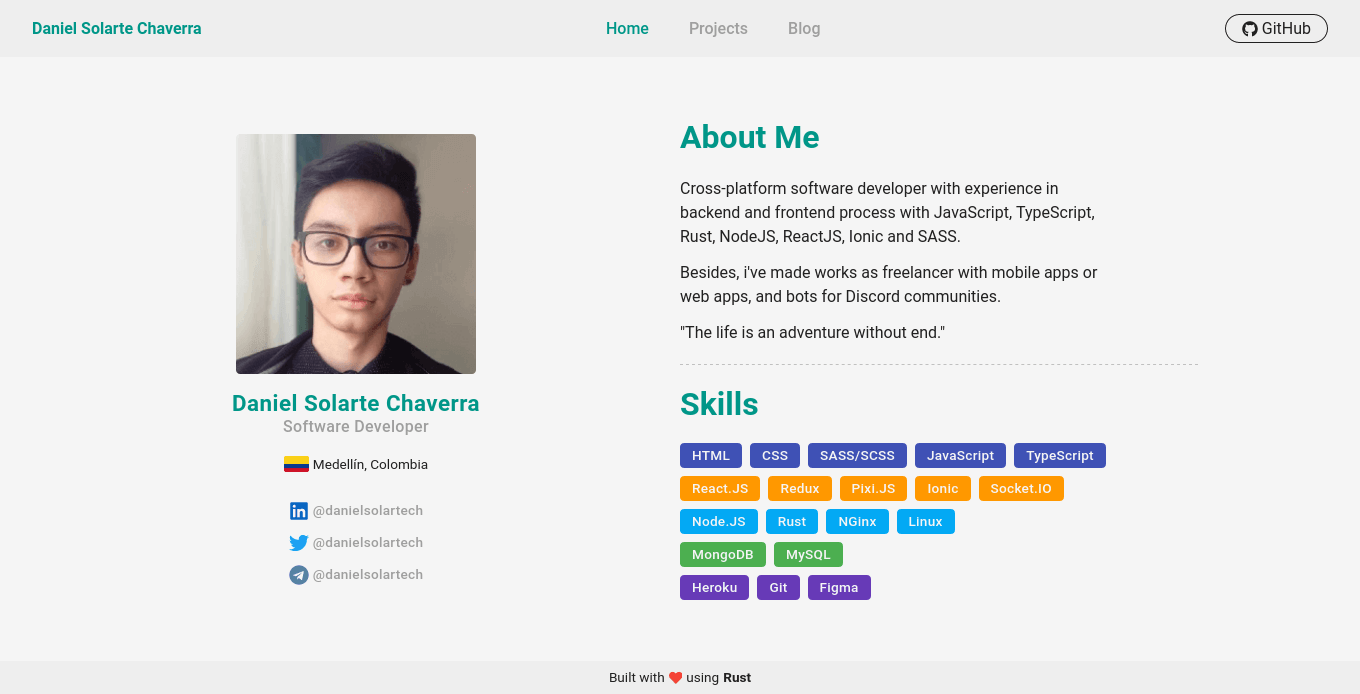 Daniel Solarte Chaverra
Home Projects Blog
GitHub
Daniel Solarte Chaverra
Software Developer
Medellín, Colombia
@danielsolartech
@danielsolartech
@danielsolartech
About Me
Cross-platform software developer with experience in
backend and frontend process with JavaScript, TypeScript,
Rust, NodeJS, ReactJS, Ionic and SASS.
Besides, i've made works as freelancer with mobile apps or
web apps, and bots for Discord communities.
"The life is an adventure without end."
Skills
HTML CSS SASS/SCSS JavaScript TypeScript
React.JS Redux Pixi.JS Ionic Socket.IO
Node.JS Rust NGinx Linux
MongoDB MySQL
Heroku Git Figma
Built with ❤ using Rust